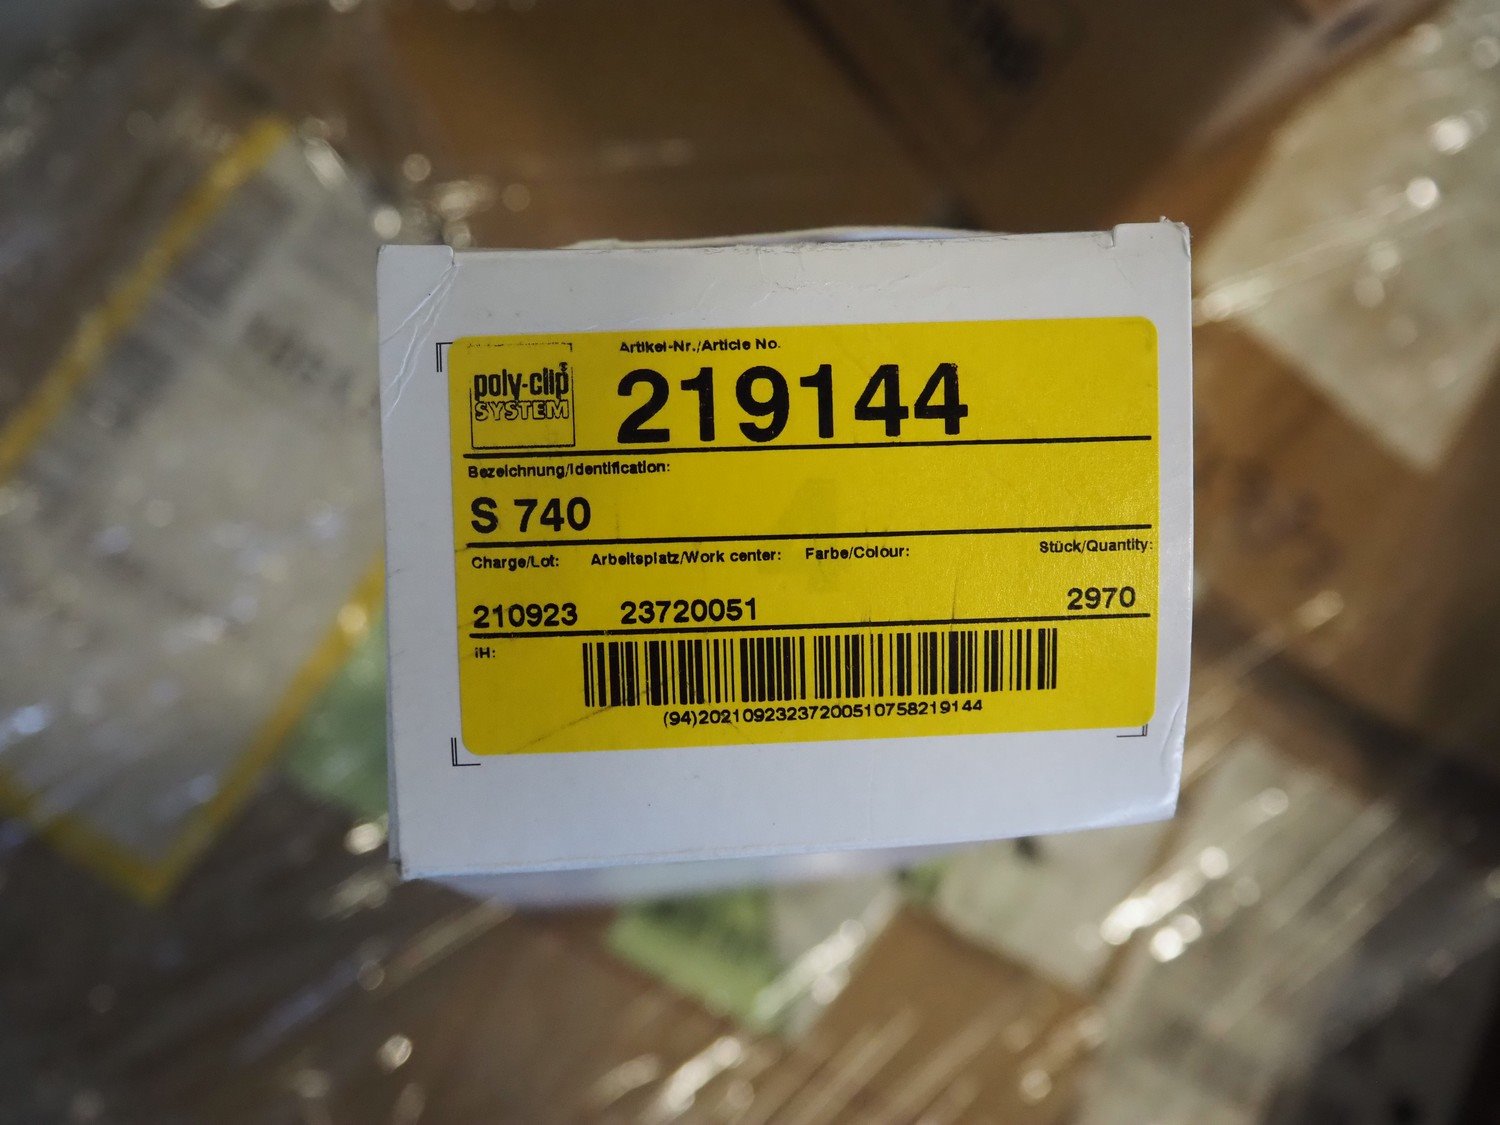 poly-clip
SYSTEM
Artikel-Nr./Article No.
219144
Bezeichnung/Identification:
S 740
Charge/Lot: Arbeitsplatz/Work center: Farbe/Colour: Stück/Quantity:
210923 23720051 2970
iH:
(94)20210923237200510758219144